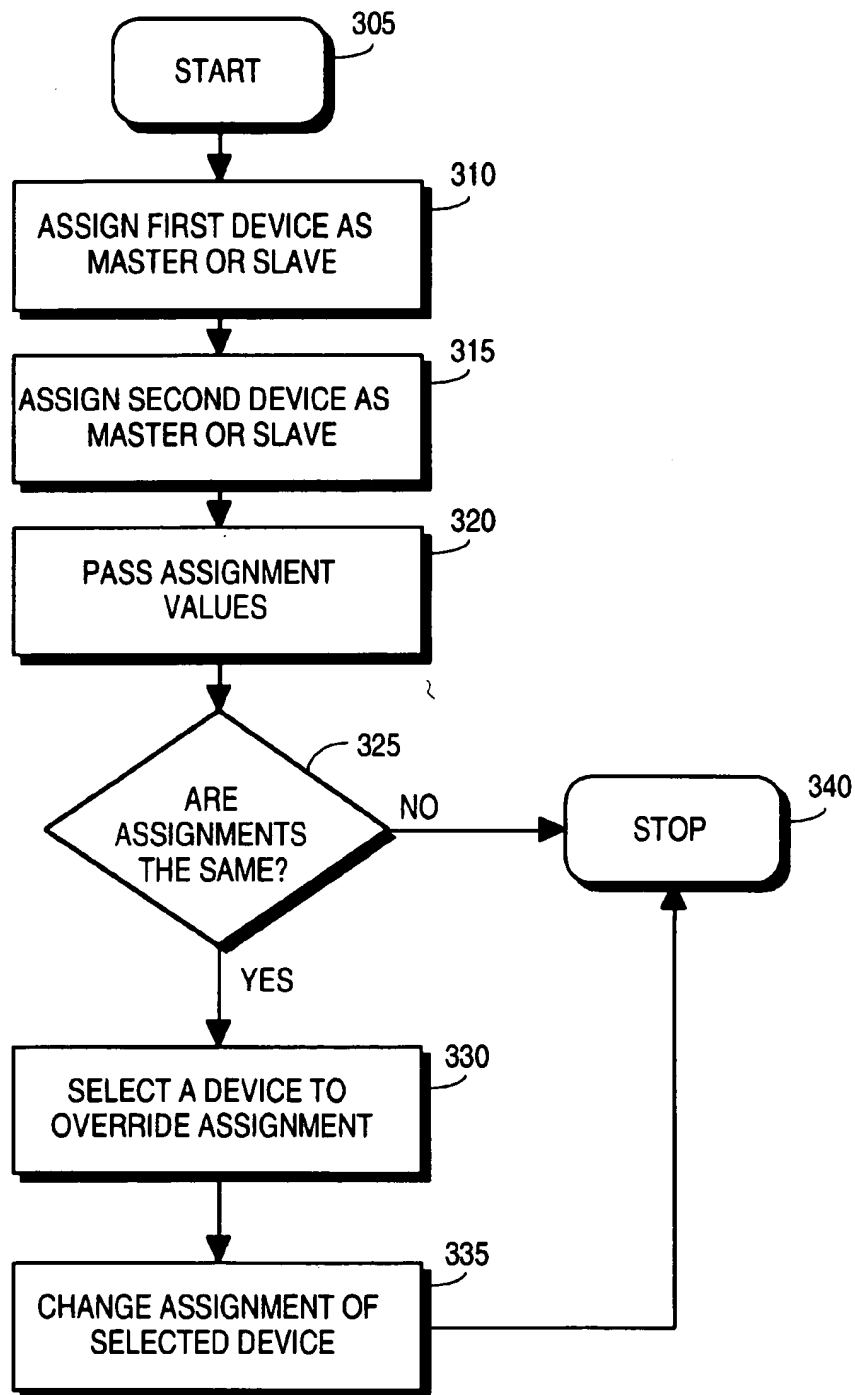 START
305
310
ASSIGN FIRST DEVICE AS
MASTER OR SLAVE
315
ASSIGN SECOND DEVICE AS
MASTER OR SLAVE
320
PASS ASSIGNMENT
VALUES
325
ARE
ASSIGNMENTS
THE SAME?
NO
340
STOP
YES
330
SELECT A DEVICE TO
OVERRIDE ASSIGNMENT
335
CHANGE ASSIGNMENT OF
SELECTED DEVICE